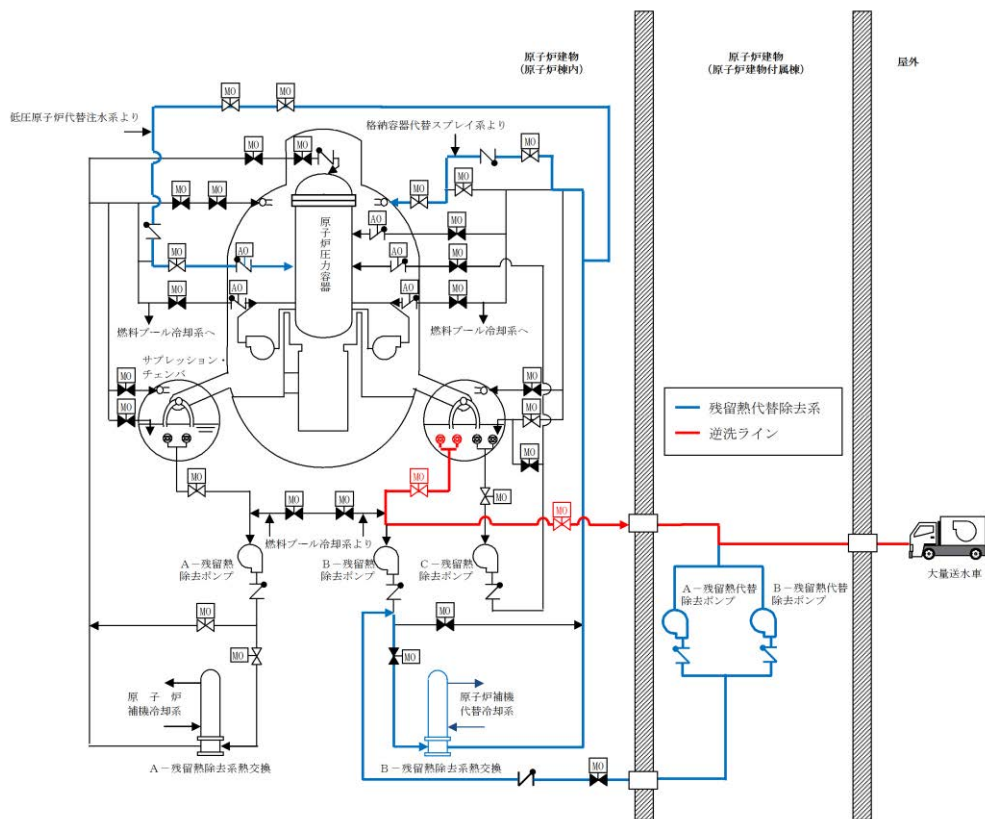 原子炉建物
(原子炉棟内)
原子炉建物
(原子炉建物付属棟)
屋外
MO
MO
低圧原子炉代替注水系より
格納容器代替スプレイ系より
MO
MO
MO
MO
MO
MO
MO
MO
原子炉圧力容器
AO
MO
MO
AO
AO
MO
MO
AO
AO
MO
燃料プール冷却系へ
燃料プール冷却系へ
サプレッション・
チェンバ
MO
MO
MO
MO
MO
残留熱代替除去系
逆洗ライン
MO
MO
MO
MO
MO
MO
燃料プール冷却系より
A-残留熱
除去ポンプ
B-残留熱
除去ポンプ
C-残留熱
除去ポンプ
大量送水車
A-残留熱代替
除去ポンプ
B-残留熱代替
除去ポンプ
MO
MO
MO
MO
原子炉
補機冷却系
原子炉補機
代替冷却系
A-残留熱除去系熱交換
B-残留熱除去系熱交換
MO